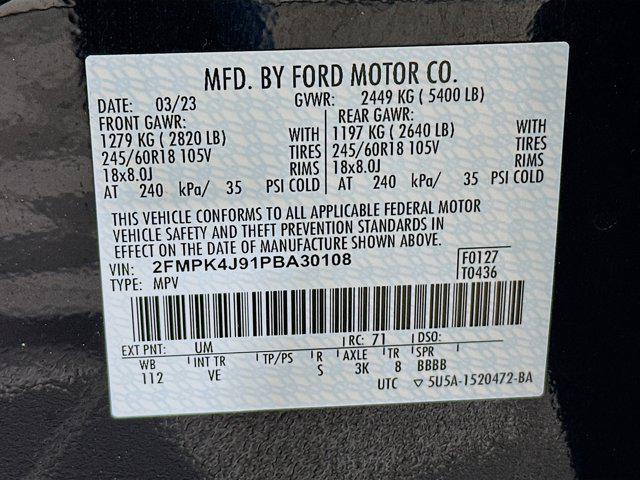 MFD. BY FORD MOTOR CO.
DATE: 03/23 GVWR: 2449 KG ( 5400 LB)
FRONT GAWR: REAR GAWR:
1279 KG ( 2820 LB) WITH 1197 KG ( 2640 LB) WITH
245/60R18 105V TIRES 245/60R18 105V TIRES
18x8.0J RIMS 18x8.0J RIMS
AT 240 kPa/ 35 PSI COLD AT 240 kPa/ 35 PSI COLD
THIS VEHICLE CONFORMS TO ALL APPLICABLE FEDERAL MOTOR
VEHICLE SAFETY AND THEFT PREVENTION STANDARDS IN
EFFECT ON THE DATE OF MANUFACTURE SHOWN ABOVE.
VIN: 2FMPK4J91PBA30108 F0127
TYPE: MPV T0436
EXT PNT: UM RC: 71 DSO:
WB INT TR TP/PS R AXLE TR SPR
112 VE S 3K 8 BBBB
UTC ▽ 5U5A-1520472-BA